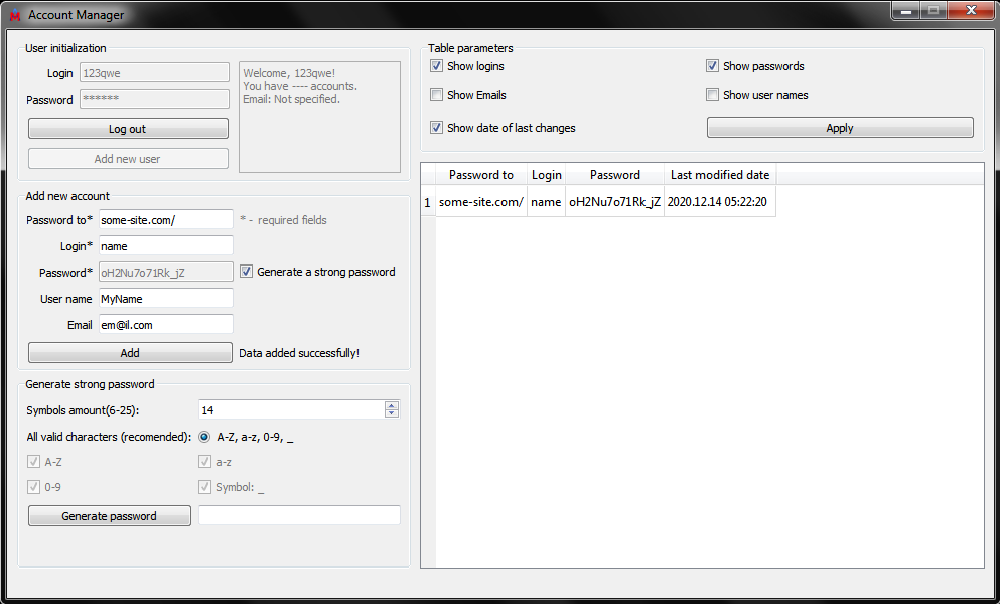 Account Manager
User initialization
Login 123qwe
Password ******
Log out
Add new user
Welcome, 123qwe!
You have ---- accounts.
Email: Not specified.
Add new account
Password to* some-site.com/ * - required fields
Login* name
Password* oH2Nu7o71Rk_jZ Generate a strong password
User name MyName
Email em@il.com
Add Data added successfully!
Generate strong password
Symbols amount(6-25): 14
All valid characters (recomended): A-Z, a-z, 0-9, _
A-Z a-z
0-9 Symbol: _
Generate password
Table parameters
Show logins Show passwords
Show Emails Show user names
Show date of last changes Apply
Password to Login Password Last modified date
1 some-site.com/ name oH2Nu7o71Rk_jZ 2020.12.14 05:22:20